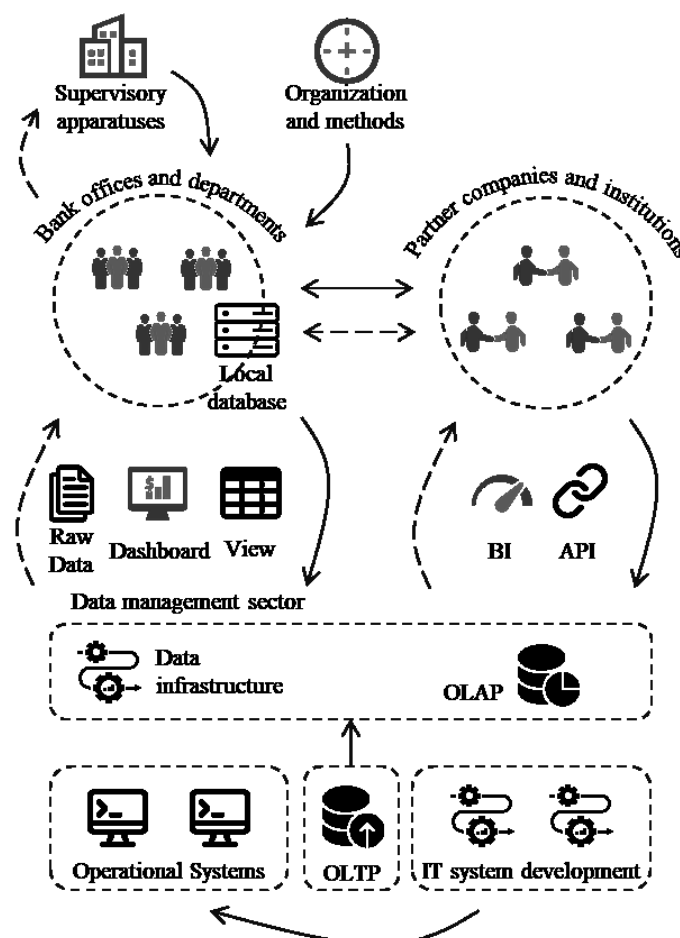 Supervisory
apparatuses
Organization
and methods
Bank offices and departments
Partner companies and institutions
Local
database
Raw
Data
Dashboard
View
BI
API
Data management sector
Data
infrastructure
OLAP
Operational Systems
OLTP
IT system development